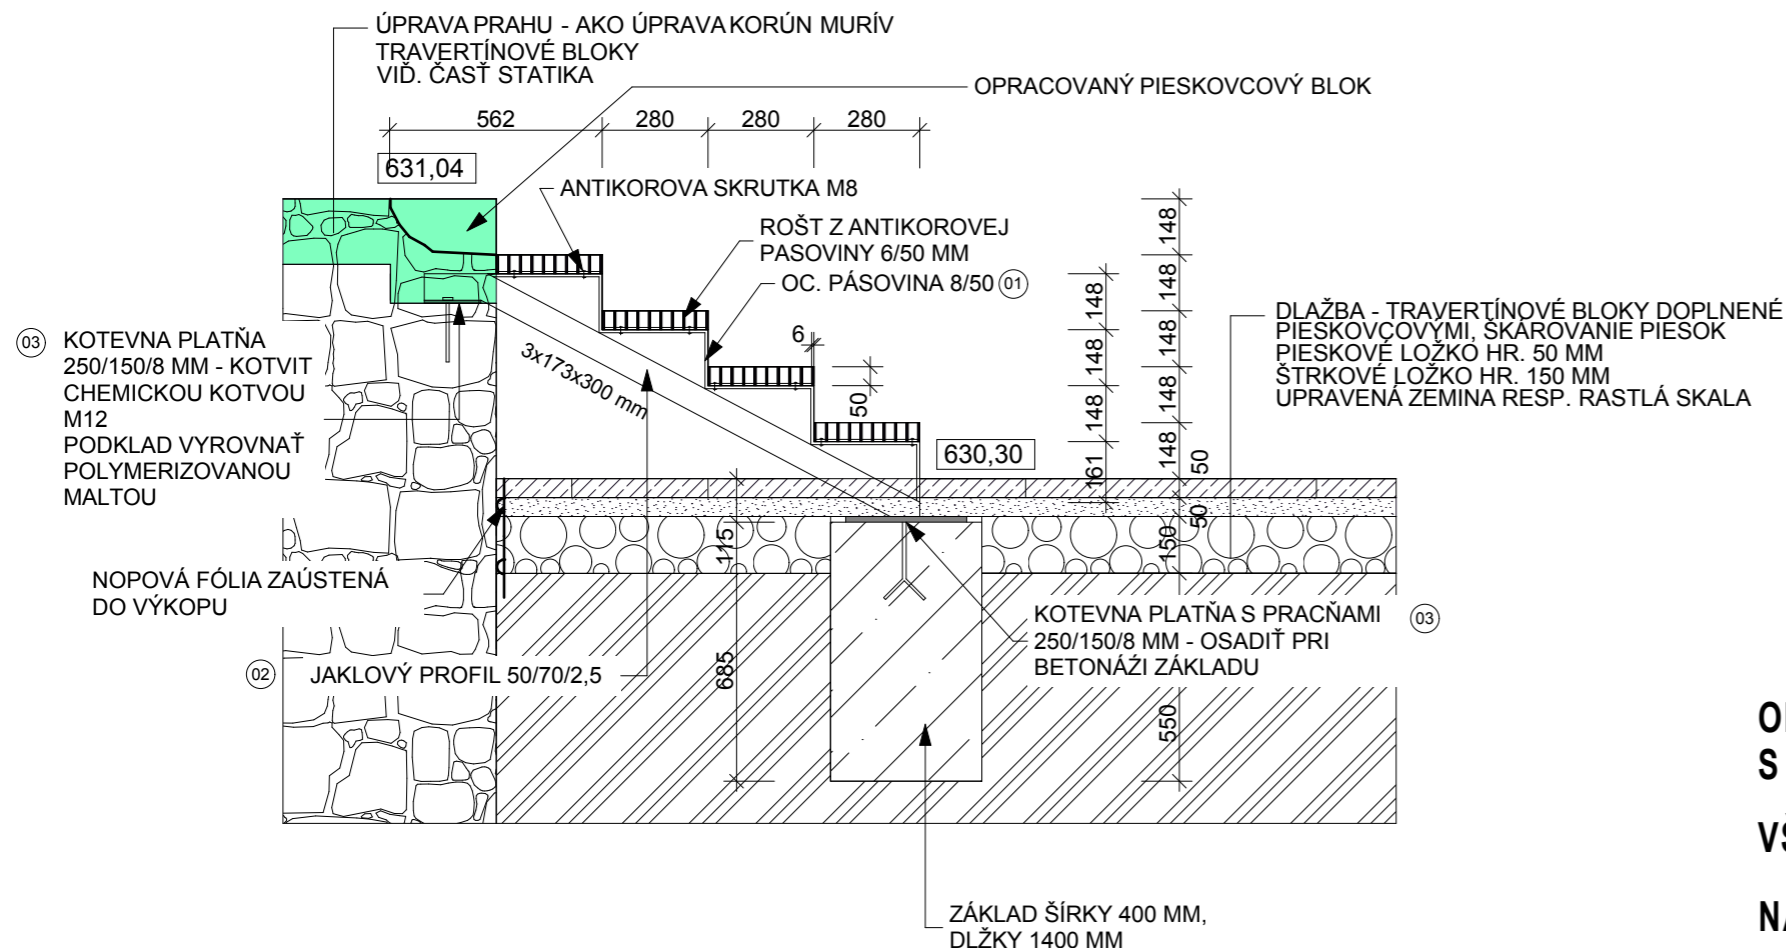 ÚPRAVA PRAHU - AKO ÚPRAVA KORÚN MURÍV
TRAVERTÍNOVÉ BLOKY
VIĎ. ČASŤ STATIKA
OPRACOVANÝ PIESKOVCOVÝ BLOK
562
280
280
280
631,04
ANTIKOROVA SKRUTKA M8
ROŠT Z ANTIKOROVEJ
PASOVINY 6/50 MM
OC. PÁSOVINA 8/50 01
148
148
148
148
148
148
148
148
161
50
50
150
550
6
50
3x173x300 mm
630,30
DLAŽBA - TRAVERTÍNOVÉ BLOKY DOPLNENÉ
PIESKOVCOVÝMI, ŠKÁROVANIE PIESOK
PIESKOVÉ LOŽKO HR. 50 MM
ŠTRKOVÉ LOŽKO HR. 150 MM
UPRAVENÁ ZEMINA RESP. RASTLÁ SKALA
03 KOTEVNA PLATŇA
250/150/8 MM - KOTVIT
CHEMICKOU KOTVOU
M12
PODKLAD VYROVNAŤ
POLYMERIZOVANOU
MALTOU
115
685
NOPOVÁ FÓLIA ZAÚSTENÁ
DO VÝKOPU
02 JAKLOVÝ PROFIL 50/70/2,5
KOTEVNA PLATŇA S PRACŇAMI 03
250/150/8 MM - OSADIŤ PRI
BETONÁŽI ZÁKLADU
ZÁKLAD ŠÍRKY 400 MM,
DLŽKY 1400 MM
S